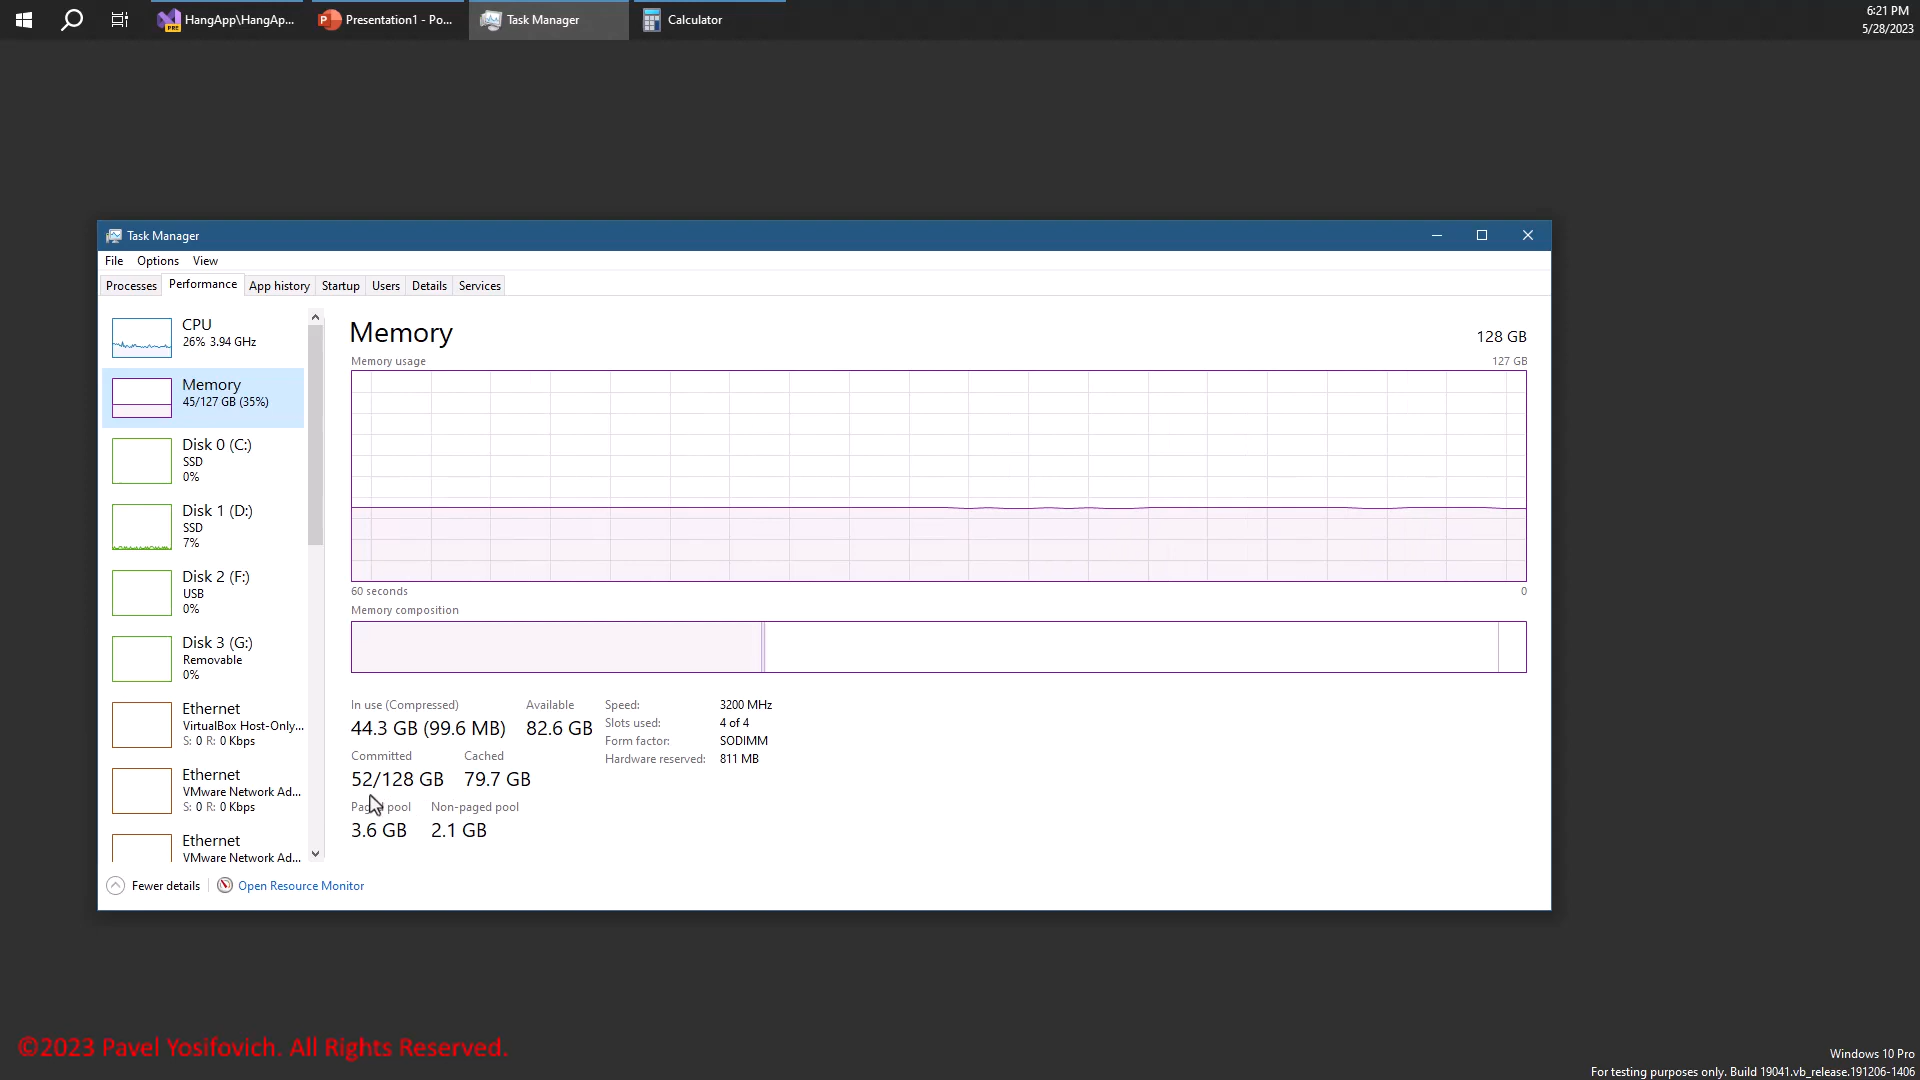 HangApp\HangAp...
Presentation1 - Po...
Task Manager
Calculator
6:21 PM
5/28/2023
Task Manager
File Options View
Processes Performance App history Startup Users Details Services
CPU
26% 3.94 GHz
Memory
45/127 GB (35%)
Disk 0 (C:)
SSD
0%
Disk 1 (D:)
SSD
7%
Disk 2 (F:)
USB
0%
Disk 3 (G:)
Removable
0%
Ethernet
VirtualBox Host-Only...
S: 0 R: 0 Kbps
Ethernet
VMware Network Ad...
S: 0 R: 0 Kbps
Ethernet
VMware Network Ad...
Memory 128 GB
Memory usage 127 GB
60 seconds 0
Memory composition
In use (Compressed) Available
44.3 GB (99.6 MB) 82.6 GB
Committed Cached
52/128 GB 79.7 GB
Paged pool Non-paged pool
3.6 GB 2.1 GB
Speed: 3200 MHz
Slots used: 4 of 4
Form factor: SODIMM
Hardware reserved: 811 MB
Fewer details Open Resource Monitor
©2023 Pavel Yosifovich. All Rights Reserved.
Windows 10 Pro
For testing purposes only. Build 19041.vb_release.191206-1406